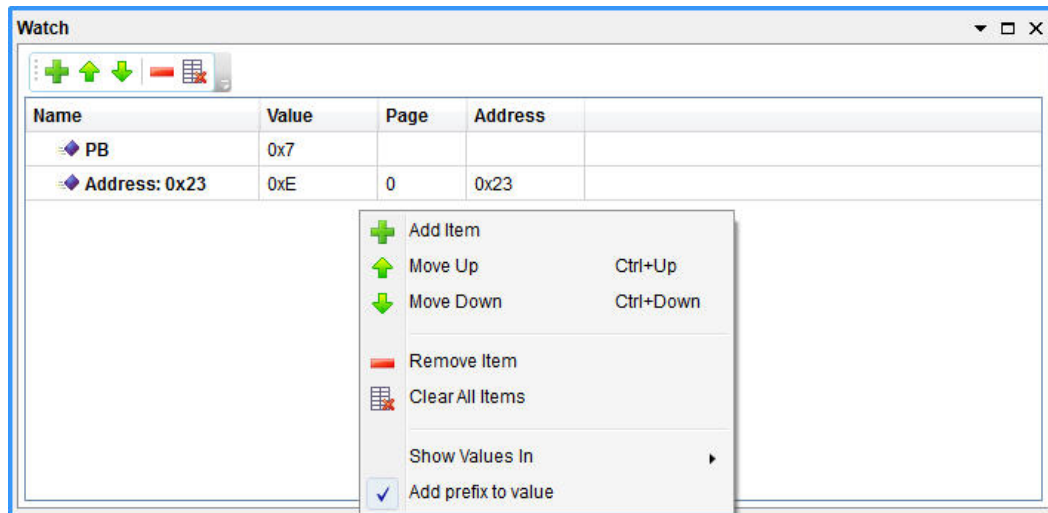 Watch
Name Value Page Address
PB 0x7
Address: 0x23 0xE 0 0x23
Add Item
Move Up Ctrl+Up
Move Down Ctrl+Down
Remove Item
Clear All Items
Show Values In
Add prefix to value